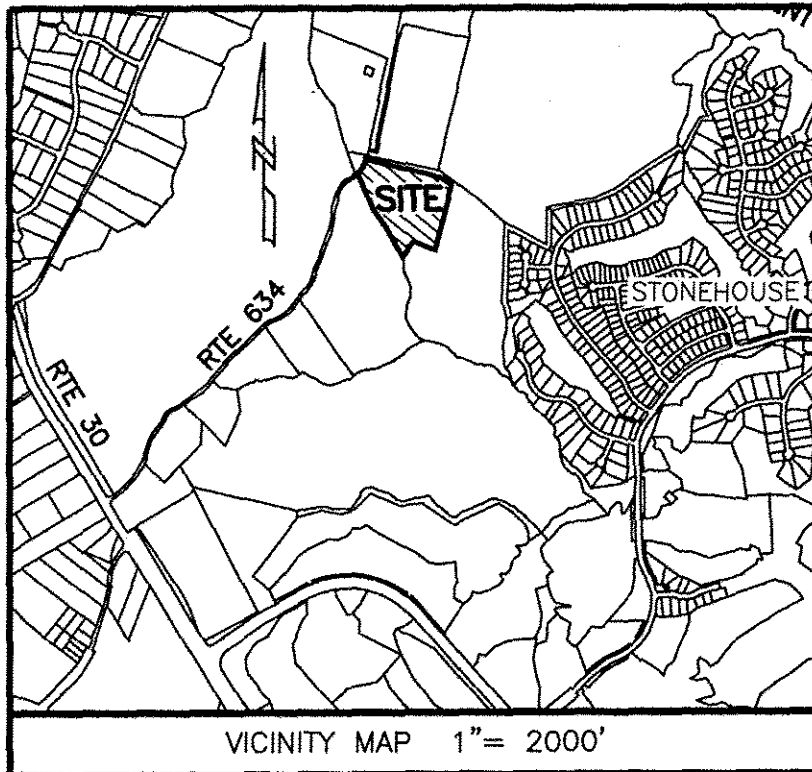 N
SITE
STONEHOUSE
RTE 634
RTE 30
VICINITY MAP 1"= 2000'